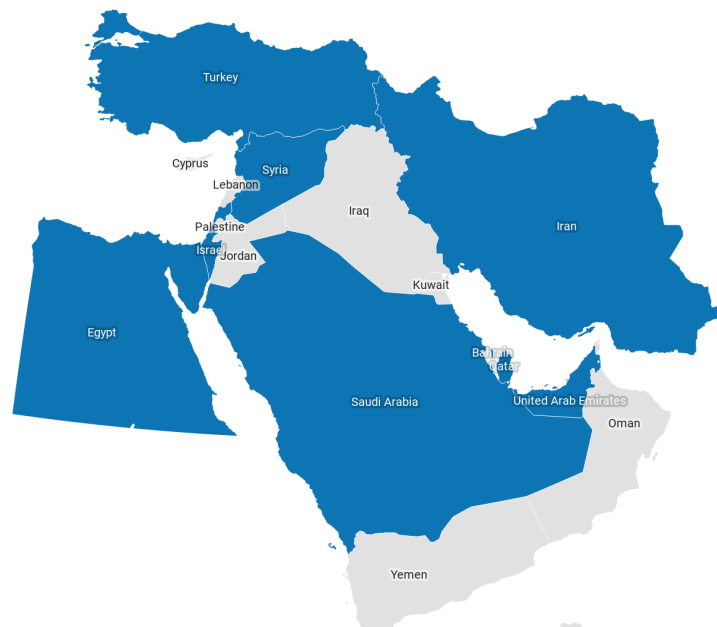 Turkey
Cyprus
Syria
Lebanon
Iraq
Palestine
Iran
Israel
Jordan
Kuwait
Egypt
Bahrain
Qatar
Saudi Arabia
United Arab Emirates
Oman
Yemen